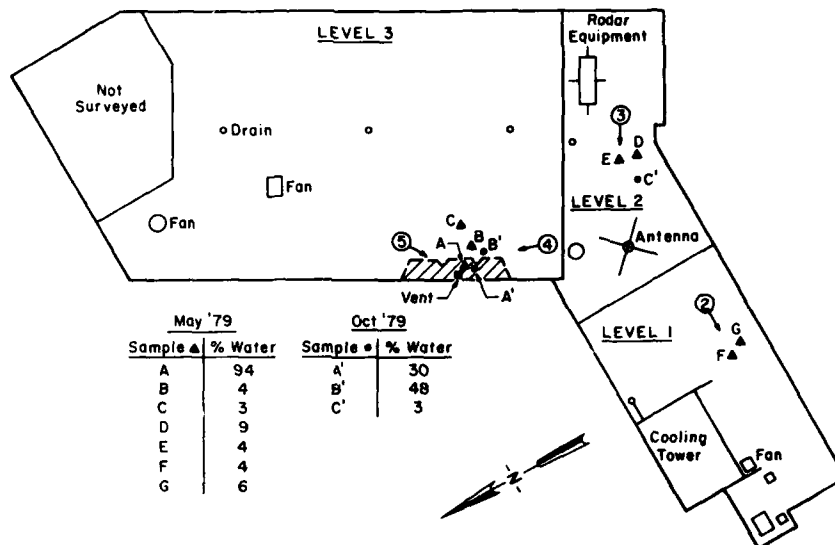 LEVEL 3
Radar
Equipment
Not
Surveyed
3
Drain
D
E
C'
Fan
LEVEL 2
Fan
C
5
A
B
B'
4
Antenna
Vent
A'
2
May '79
Oct '79
LEVEL 1
G
F
Sample ▲ % Water
Sample • % Water
A 94
A' 30
B 4
B' 48
C 3
C' 3
D 9
E 4
F 4
G 6
Cooling
Tower
Fan
N